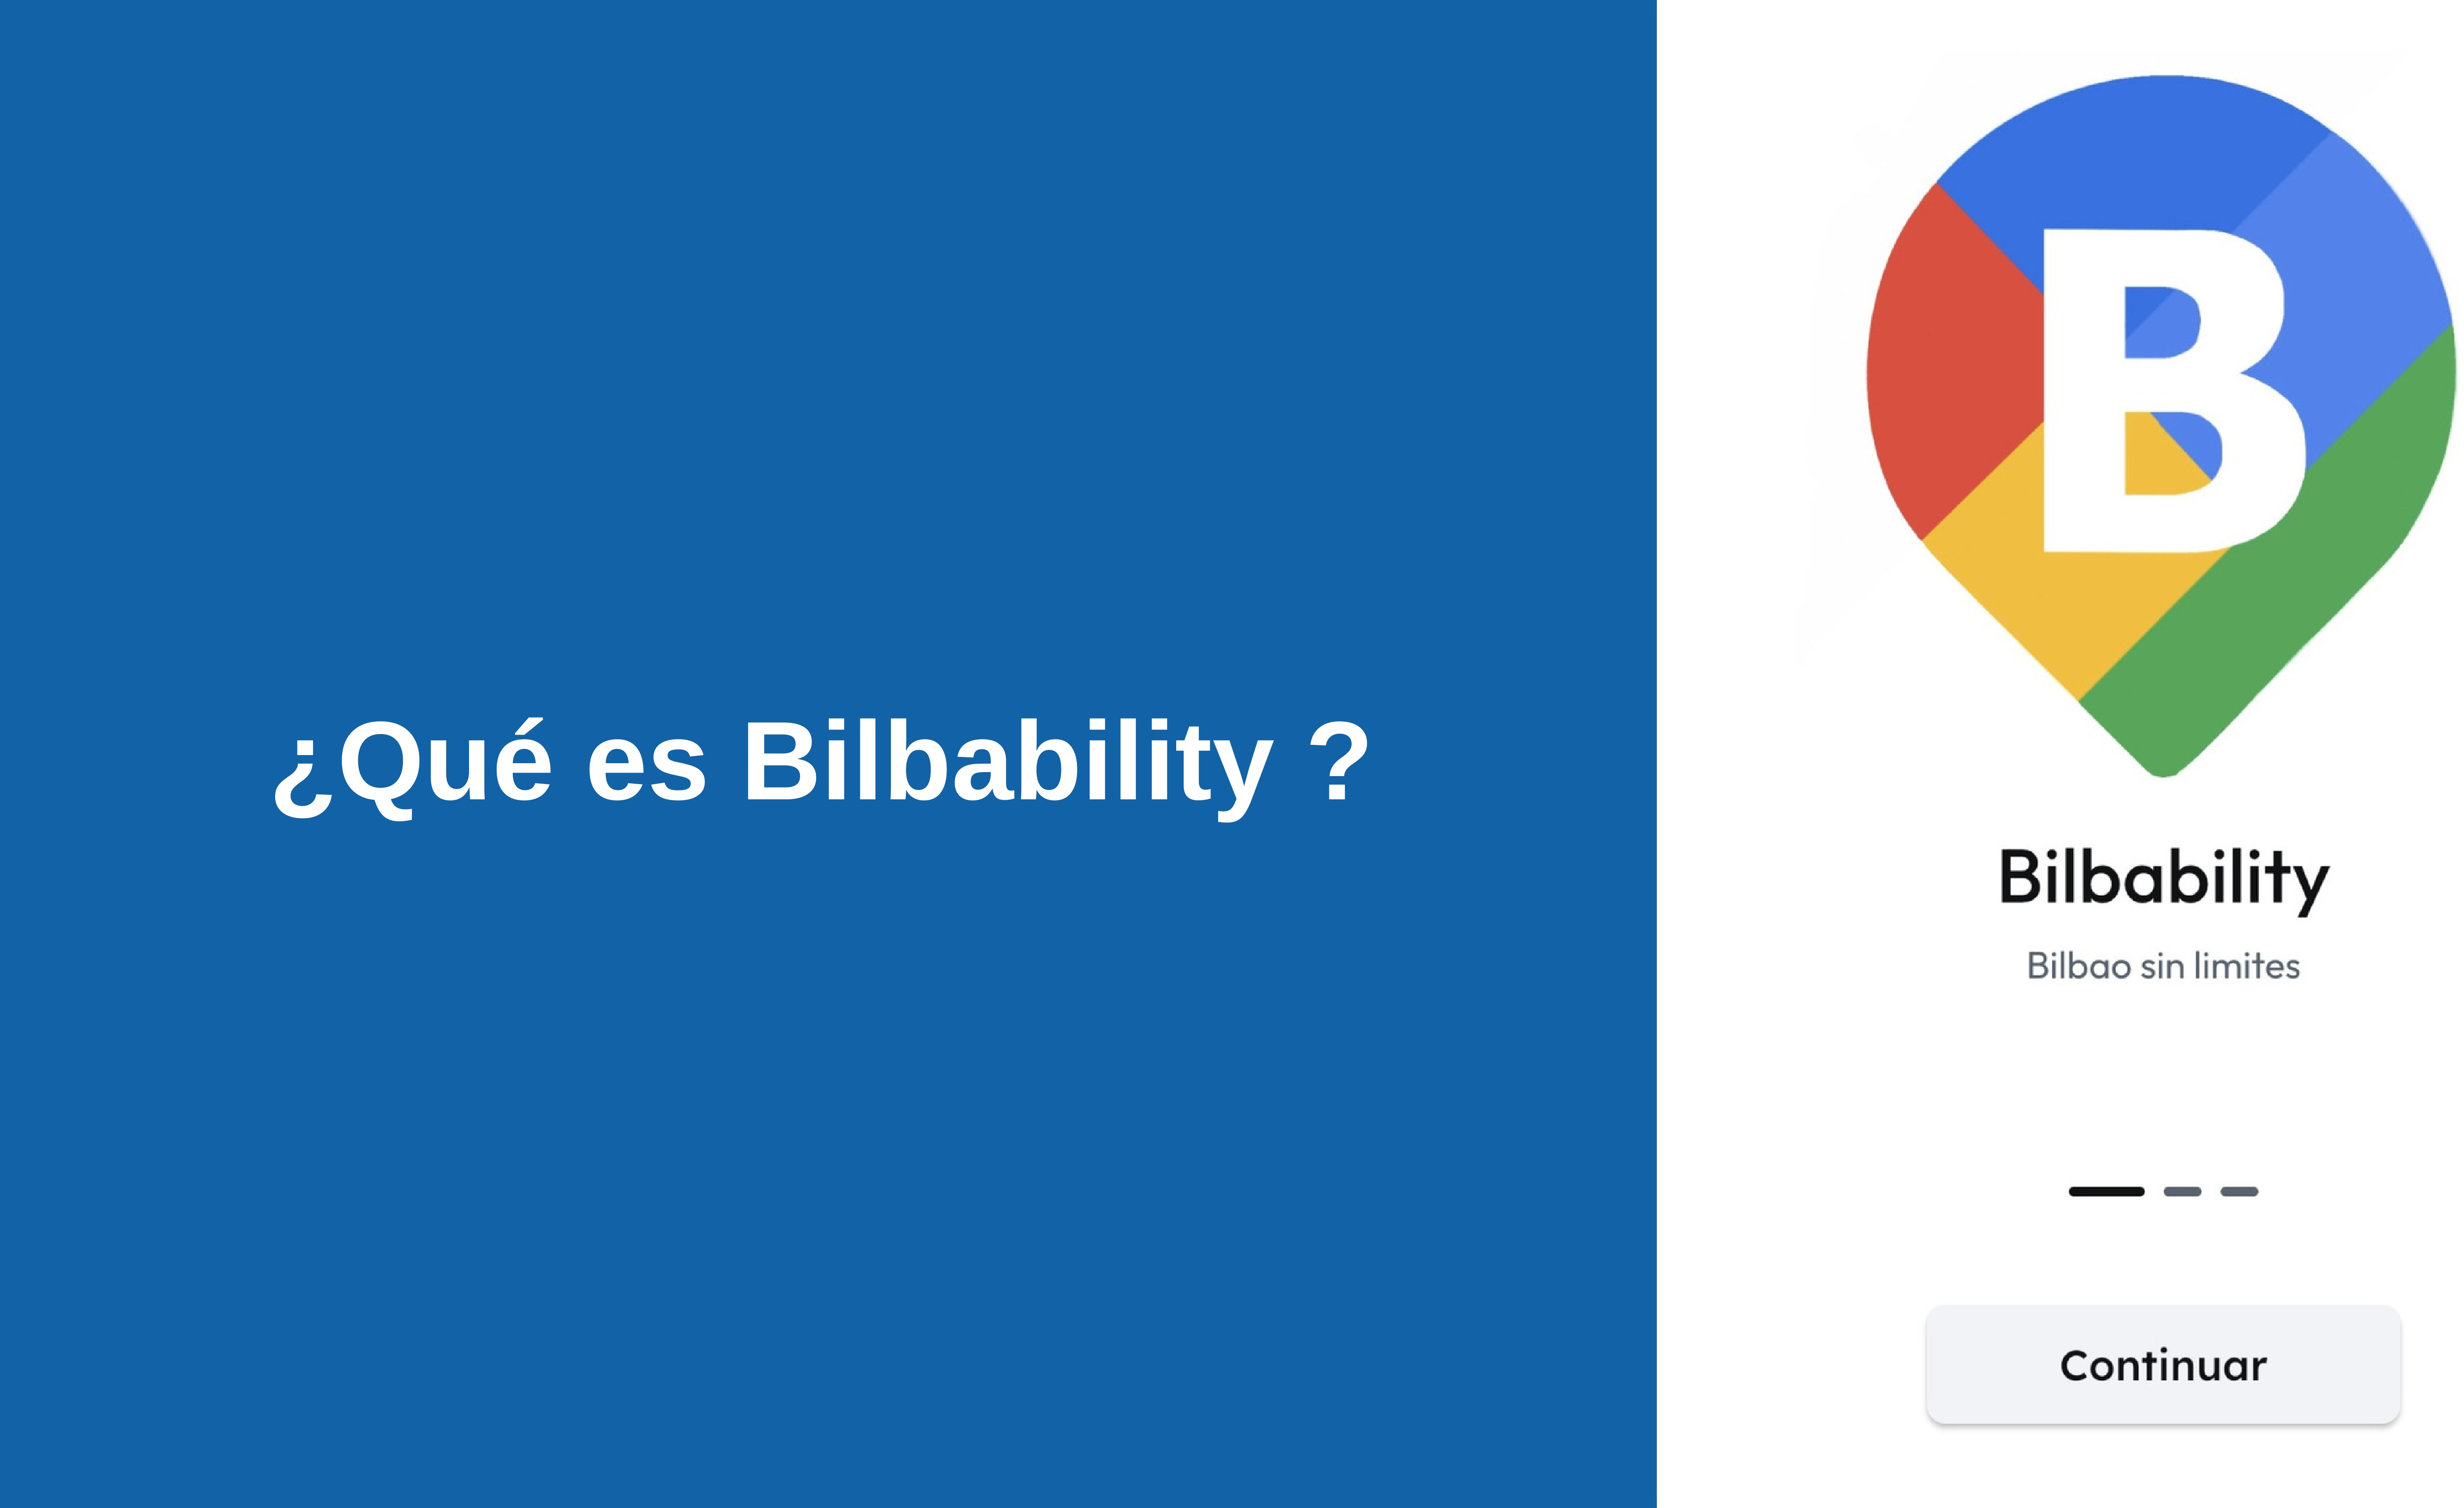 ¿Qué es Bilbability ?
B
Bilbability
Bilbao sin limites
Continuar